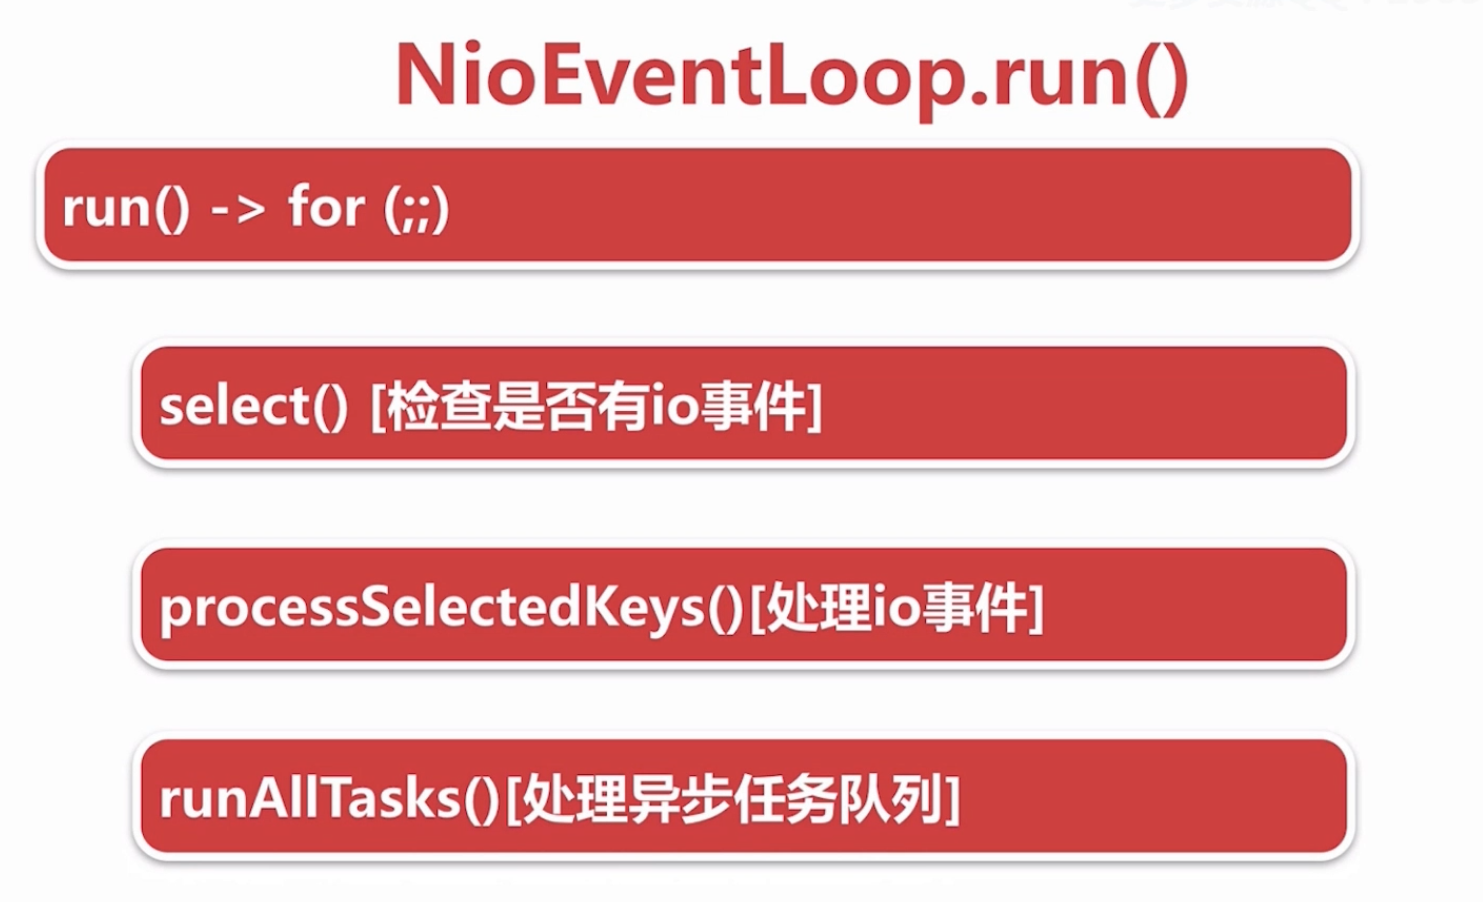 NioEventLoop.run()
run() -> for (;;)
select() [检查是否有io事件]
processSelectedKeys()[处理io事件]
runAllTasks()[处理异步任务队列]